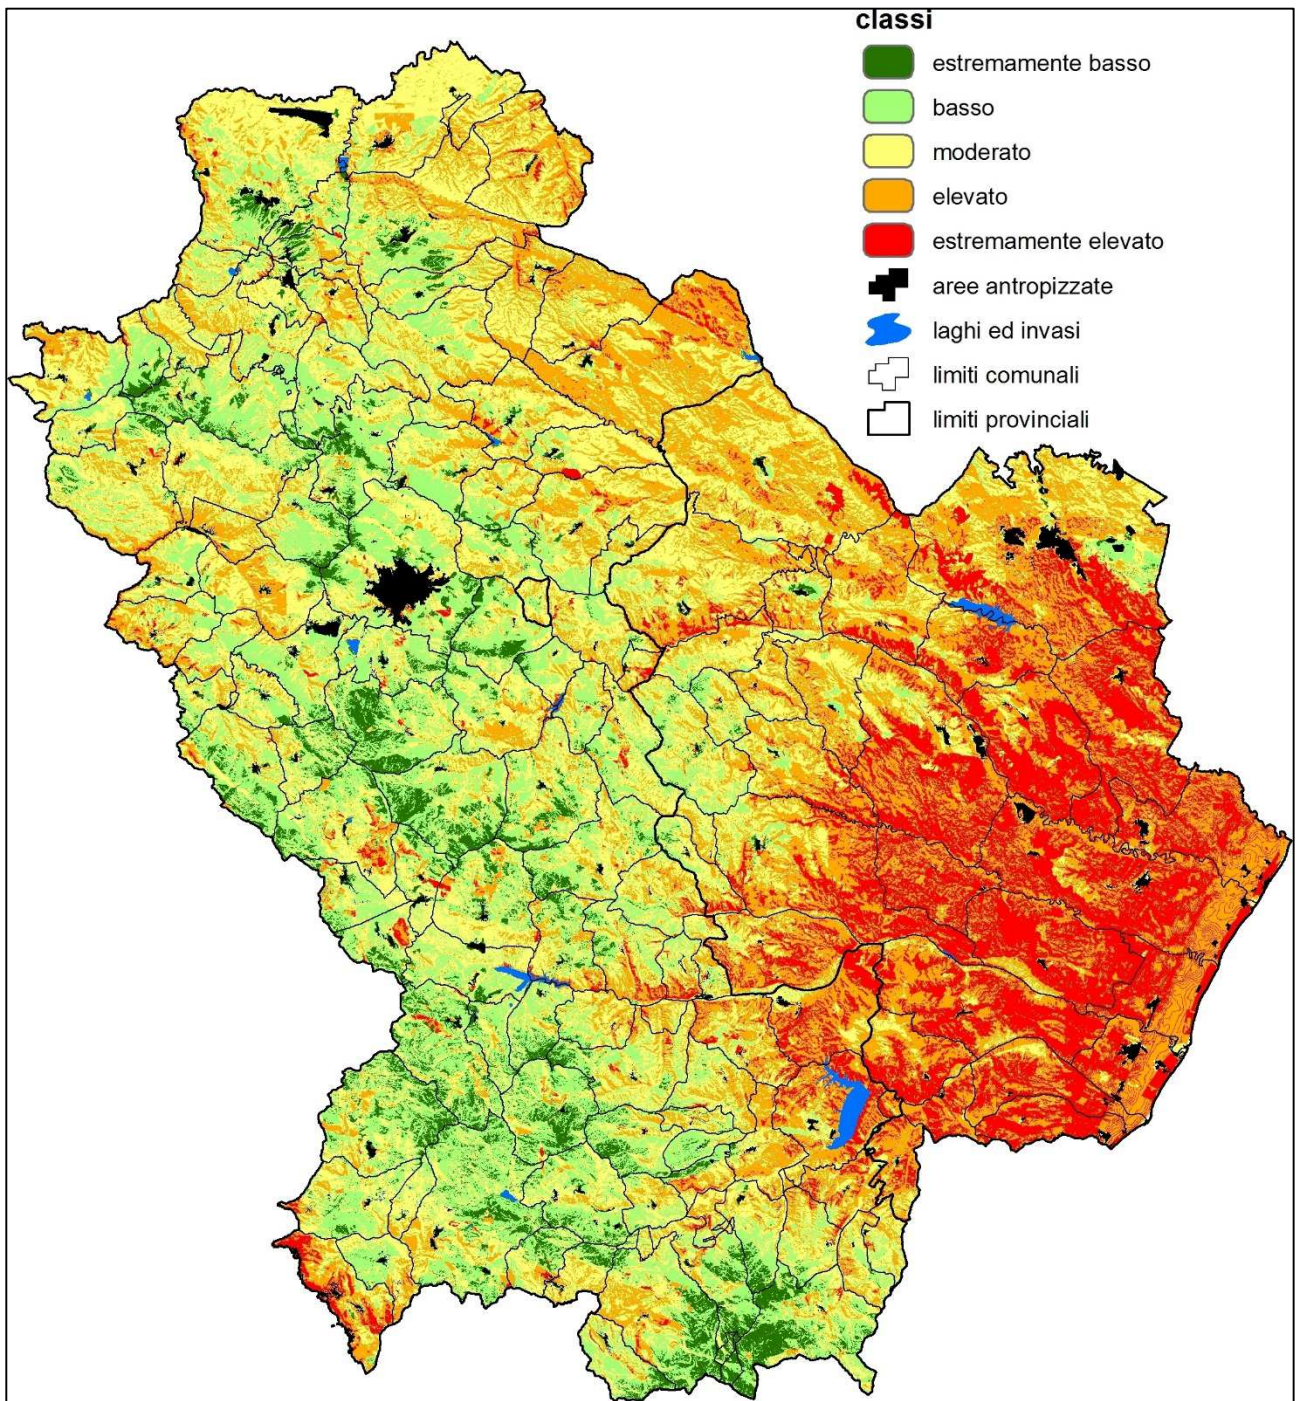 classi
estremamente basso
basso
moderato
elevato
estremamente elevato
aree antropizzate
laghi ed invasi
limiti comunali
limiti provinciali